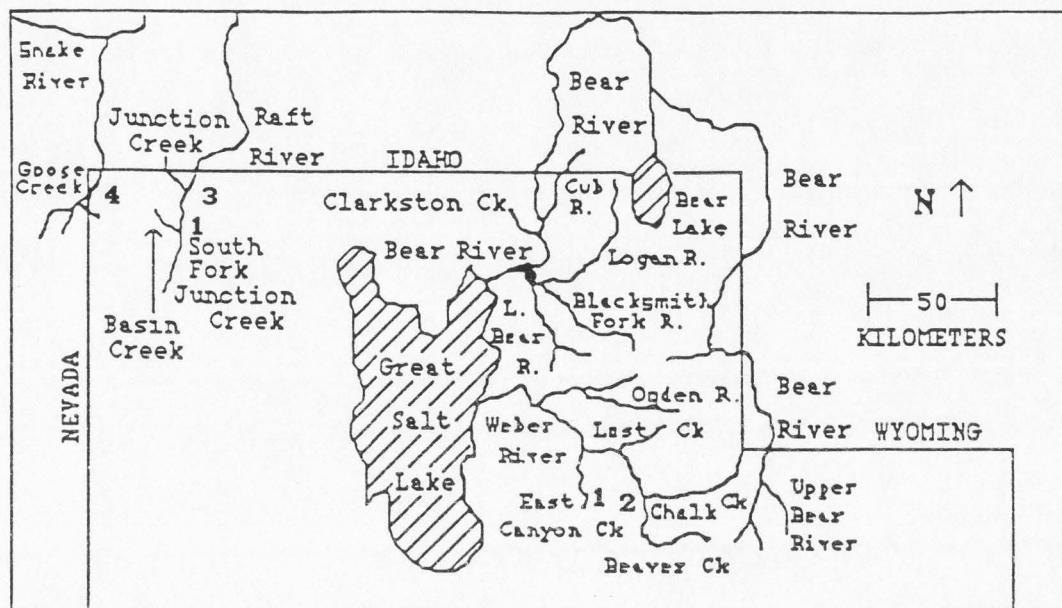 Snake
River
Junction
Creek
Raft
River
IDAHO
Bear
River
Goose
Creek
4
3
1
South
Fork
Junction
Creek
Basin
Creek
NEVADA
Clarkston Ck.
Cub
R.
Bear
Lake
Bear
River
N
Bear River
Logan R.
L.
Bear
R.
Blacksmith
Fork R.
50
KILOMETERS
Great
Salt
Lake
Ogden R.
Weber
River
Lost Ck
Bear
River
WYOMING
East
Canyon Ck
1
2
Chalk Ck
Beaver Ck
Upper
Bear
River